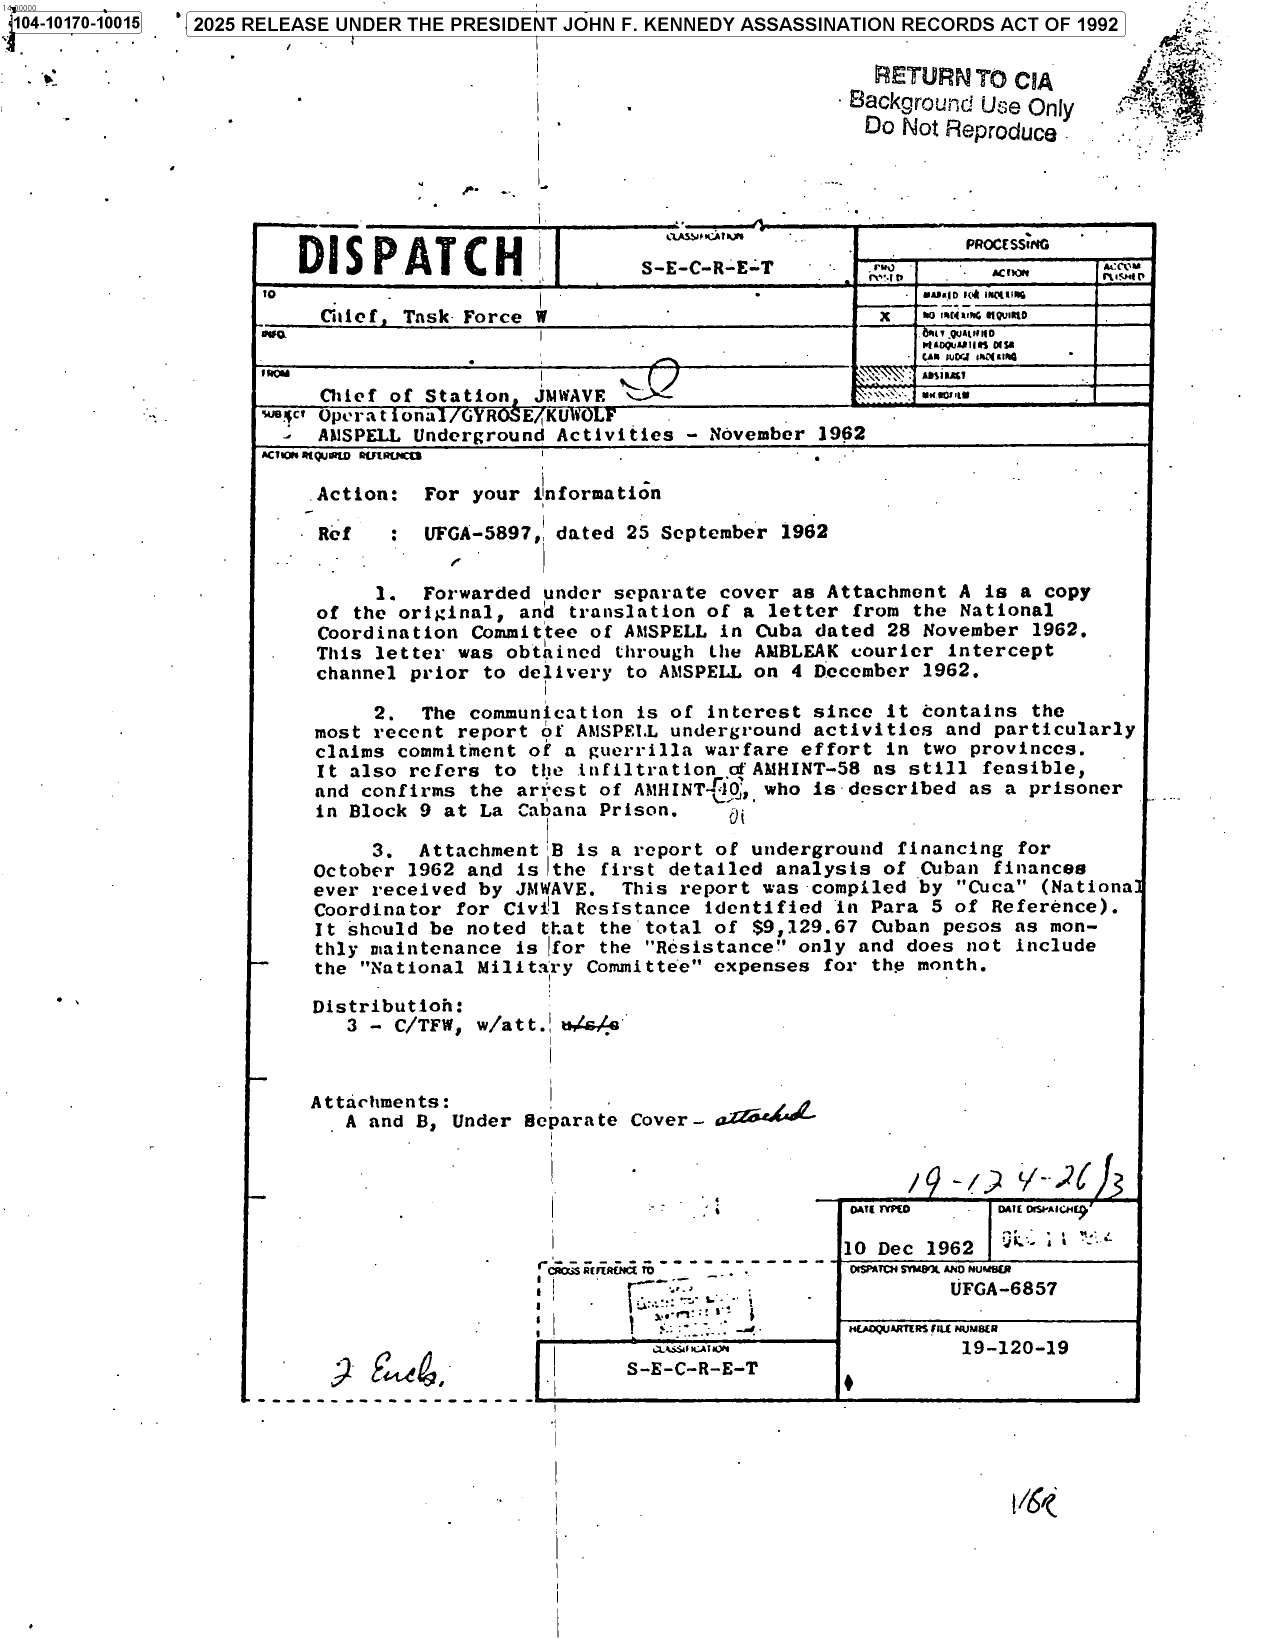 104-10170-10015
2025 RELEASE UNDER THE PRESIDENT JOHN F. KENNEDY ASSASSINATION RECORDS ACT OF 1992
RETURN TO CIA
Background Use Only
Do Not Reproduce
DISPATCH
CLASSIFICATION
S-E-C-R-E-T
PROCESSING
ACTION
TO
Chief, Task Force W
MARKED FOR INDEXING
X NO INDEXING REQUIRED
INFO.
ONLY QUALIFIED
HEADQUARTERS DESK
CAN JUDGE INDEXING
FROM
Chief of Station, JMWAVE
ABSTRACT
MICROFILM
SUBJECT Operational/GYROSE/KUWOLF
AMSPELL Underground Activities - November 1962
ACTION REQUIRED REFERENCES
Action: For your information
Ref : UFGA-5897, dated 25 September 1962
1. Forwarded under separate cover as Attachment A is a copy
of the original, and translation of a letter from the National
Coordination Committee of AMSPELL in Cuba dated 28 November 1962.
This letter was obtained through the AMBLEAK courier intercept
channel prior to delivery to AMSPELL on 4 December 1962.
2. The communication is of interest since it contains the
most recent report of AMSPELL underground activities and particularly
claims commitment of a guerrilla warfare effort in two provinces.
It also refers to the infiltration of AMHINT-58 as still feasible,
and confirms the arrest of AMHINT-[10], who is described as a prisoner
in Block 9 at La Cabana Prison. 01
3. Attachment B is a report of underground financing for
October 1962 and is the first detailed analysis of Cuban finances
ever received by JMWAVE. This report was compiled by "Cuca" (National
Coordinator for Civil Resistance identified in Para 5 of Reference).
It should be noted that the total of $9,129.67 Cuban pesos as mon-
thly maintenance is for the "Resistance" only and does not include
the "National Military Committee" expenses for the month.
Distribution:
3 - C/TFW, w/att. u/s/c
Attachments:
A and B, Under Separate Cover - attached
19-124-26/3
DATE TYPED
DATE DISPATCHED
10 Dec 1962
CROSS REFERENCE TO
DISPATCH SYMBOL AND NUMBER
UFGA-6857
HEADQUARTERS FILE NUMBER
19-120-19
CLASSIFICATION
S-E-C-R-E-T
2 Encls.